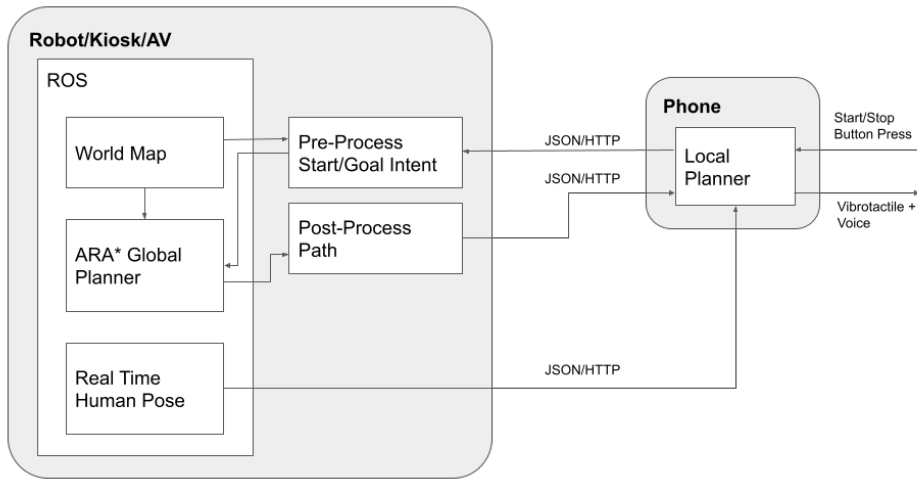 Robot/Kiosk/AV
ROS
World Map
Pre-Process
Start/Goal Intent
ARA* Global
Planner
Post-Process
Path
Real Time
Human Pose
JSON/HTTP
JSON/HTTP
JSON/HTTP
Phone
Local
Planner
Start/Stop
Button Press
Vibrotactile +
Voice